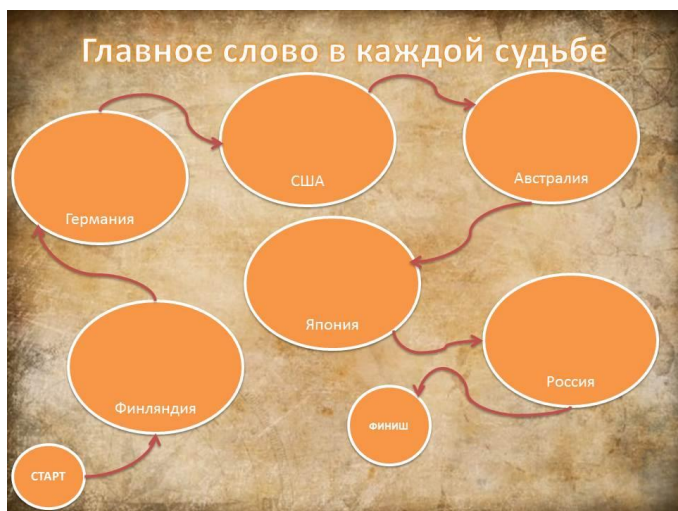 Главное слово в каждой судьбе
США
Австралия
Германия
Япония
Россия
Финляндия
ФИНИШ
СТАРТ